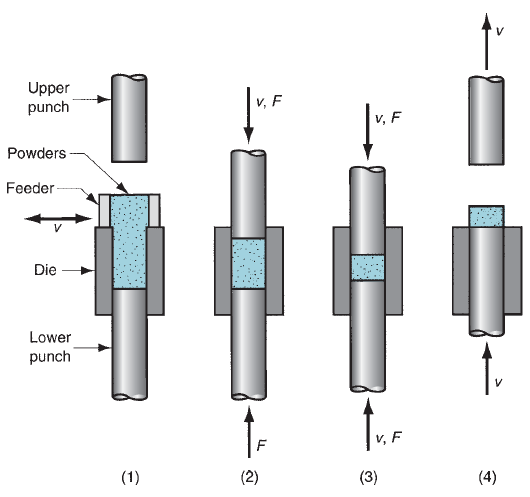 Upper
punch
Powders
Feeder
v
Die
Lower
punch
(1)
v, F
F
(2)
v, F
v, F
(3)
v
v
(4)